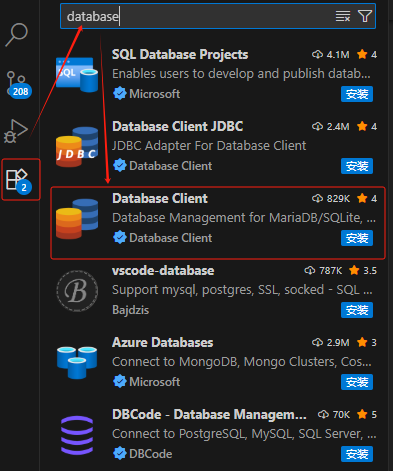 database
208
2
SQL Database Projects 4.1M 4
SQL
Enables users to develop and publish datab...
Microsoft 安装
Database Client JDBC 2.4M 4
JDBC
JDBC Adapter For Database Client
Database Client 安装
Database Client 829K 4
Database Management for MariaDB/SQLite, ...
Database Client 安装
vscode-database 787K 3.5
B
Support mysql, postgres, SSL, socked - SQL ...
Bajdzis 安装
Azure Databases 2.9M 3
Connect to MongoDB, Mongo Clusters, Cos...
Microsoft 安装
DBCode - Database Managem... 70K 5
Connect to PostgreSQL, MySQL, SQL Server, ...
DBCode 安装